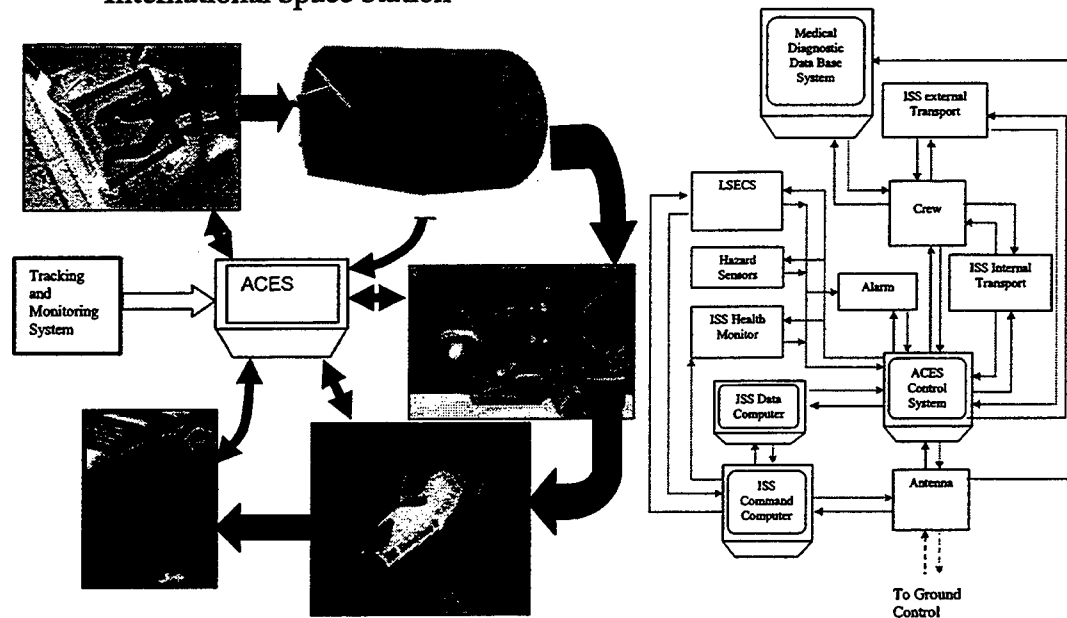 International Space Station
Tracking
and
Monitoring
System
ACES
Medical
Diagnostic
Data Base
System
ISS external
Transport
LSECS
Crew
Hazard
Sensors
ISS Internal
Transport
Alarm
ISS Health
Monitor
ACES
Control
System
ISS Data
Computer
ISS
Command
Computer
Antenna
To Ground
Control